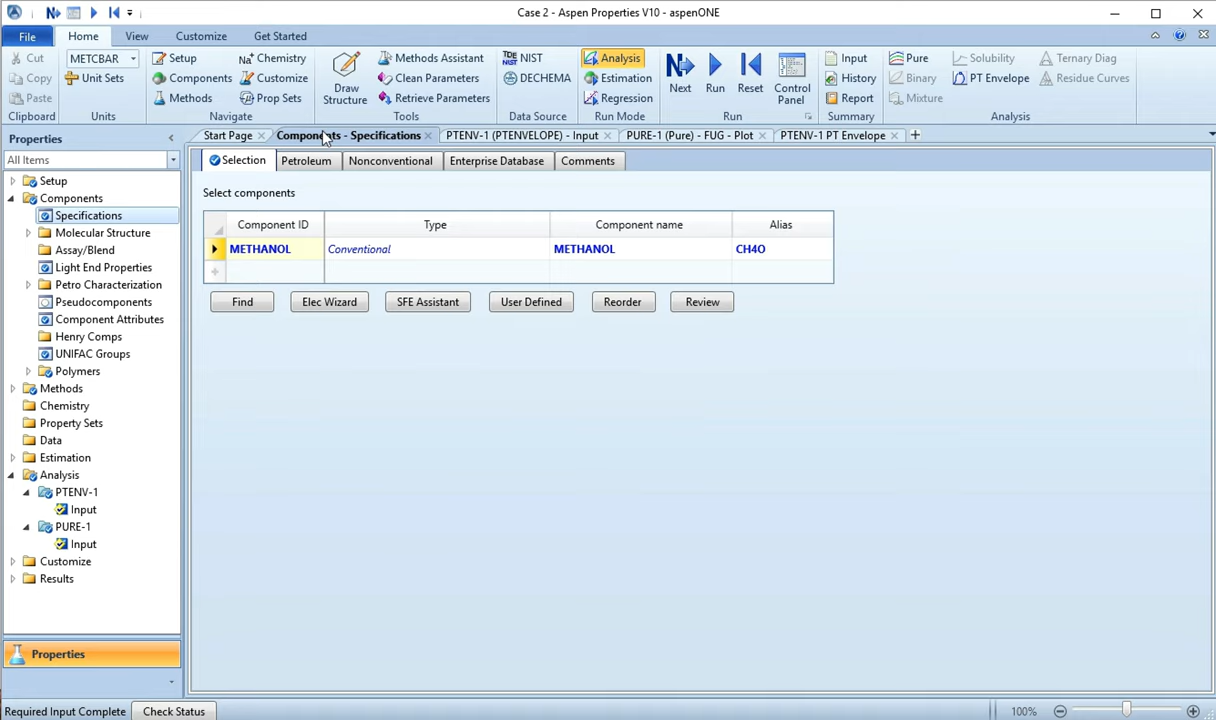 Case 2 - Aspen Properties V10 - aspenONE
File Home View Customize Get Started
Cut METCBAR Setup Chemistry Methods Assistant NIST Analysis Input Pure Solubility Ternary Diag
Copy Unit Sets Components Customize Clean Parameters DECHEMA Estimation History Binary PT Envelope Residue Curves
Paste Methods Prop Sets Draw Structure Retrieve Parameters Regression Next Run Reset Control Panel Report Mixture
Clipboard Units Navigate Tools Data Source Run Mode Run Summary Analysis
Properties
Start Page Components - Specifications PTENV-1 (PTENVELOPE) - Input PURE-1 (Pure) - FUG - Plot PTENV-1 PT Envelope
All Items
Selection Petroleum Nonconventional Enterprise Database Comments
Setup
Components
Specifications
Molecular Structure
Assay/Blend
Light End Properties
Petro Characterization
Pseudocomponents
Component Attributes
Henry Comps
UNIFAC Groups
Polymers
Methods
Chemistry
Property Sets
Data
Estimation
Analysis
PTENV-1
Input
PURE-1
Input
Customize
Results
Properties
Select components
Component ID Type Component name Alias
METHANOL Conventional METHANOL CH4O
Find Elec Wizard SFE Assistant User Defined Reorder Review
Required Input Complete Check Status 100%